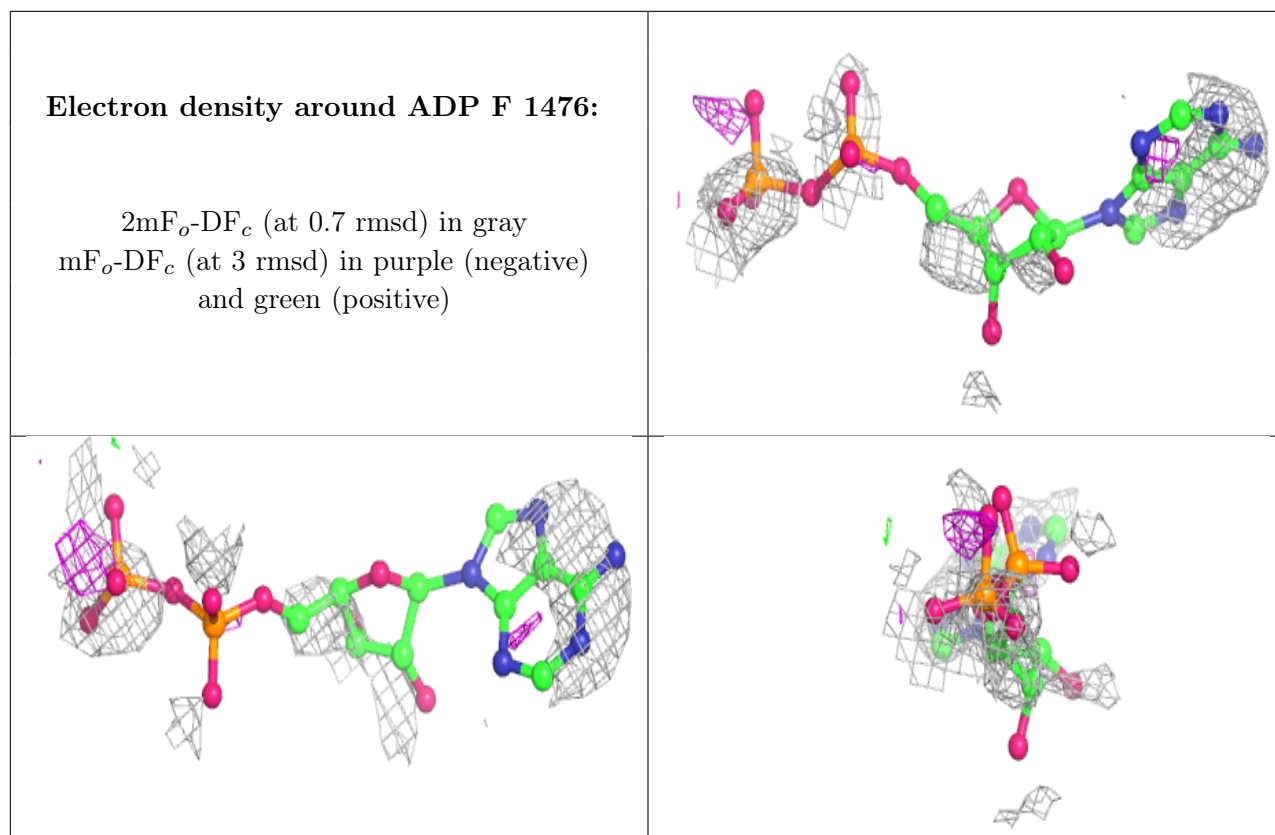 Electron density around ADP F 1476:
2mFₒ-DF𝒸 (at 0.7 rmsd) in gray
mFₒ-DF𝒸 (at 3 rmsd) in purple (negative)
and green (positive)